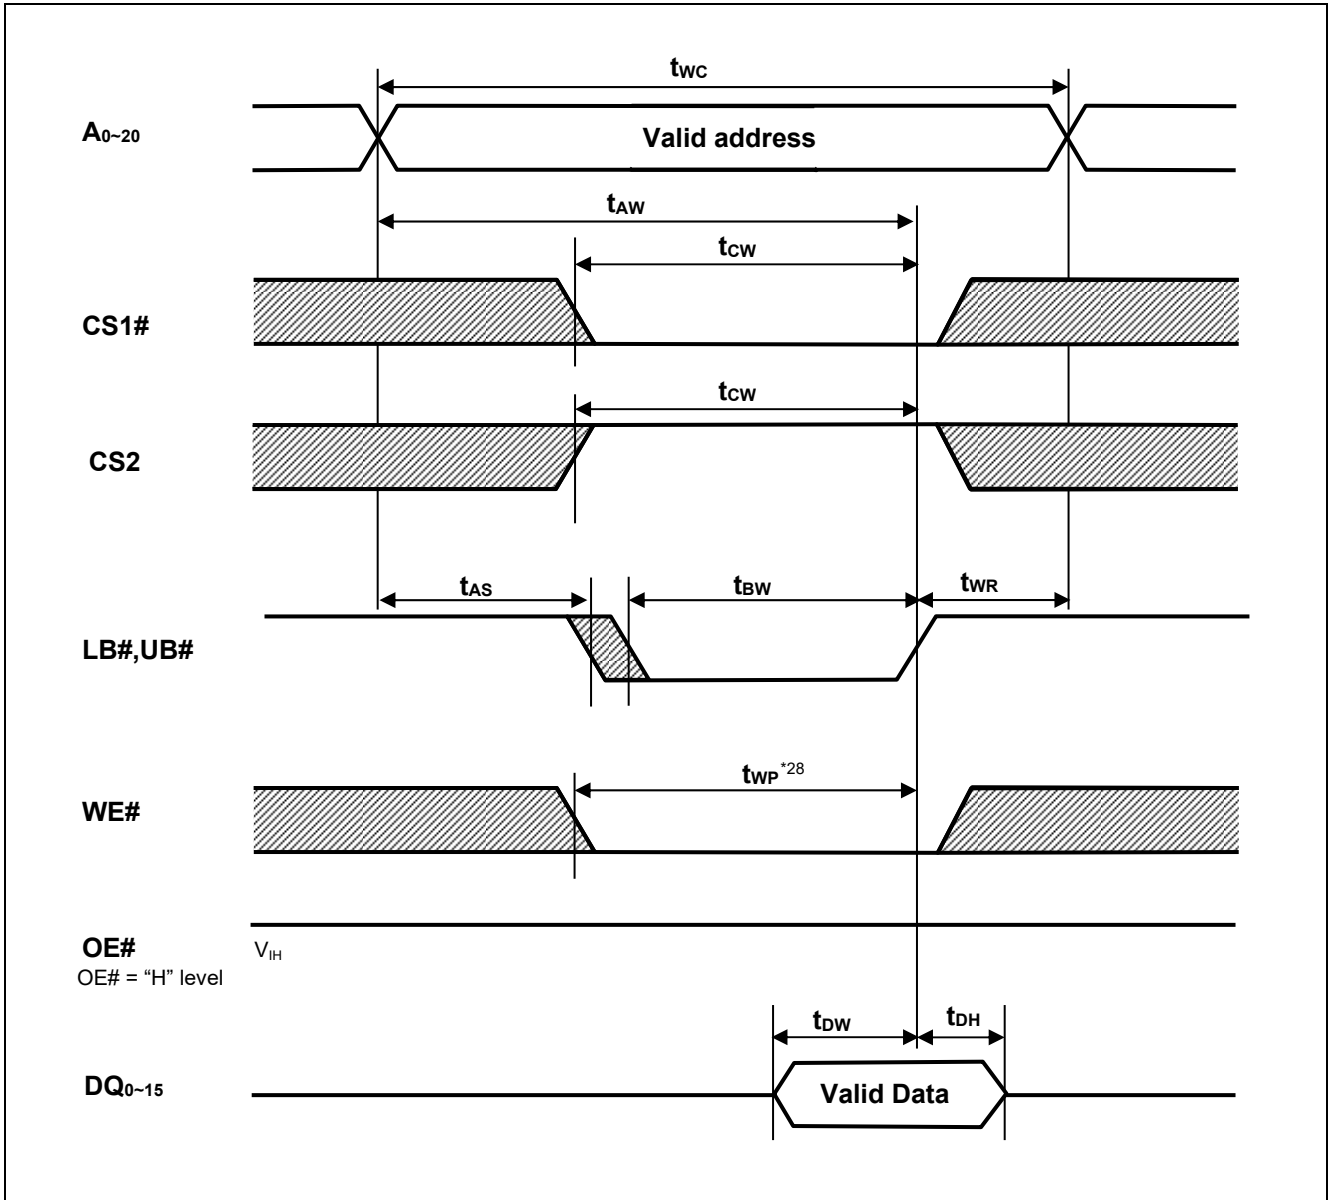 tWC
A0~20
Valid address
tAW
tCW
CS1#
tCW
CS2
tAS
tBW
tWR
LB#,UB#
tWP*28
WE#
OE#
VIH
OE# = “H” level
tDW
tDH
DQ0~15
Valid Data